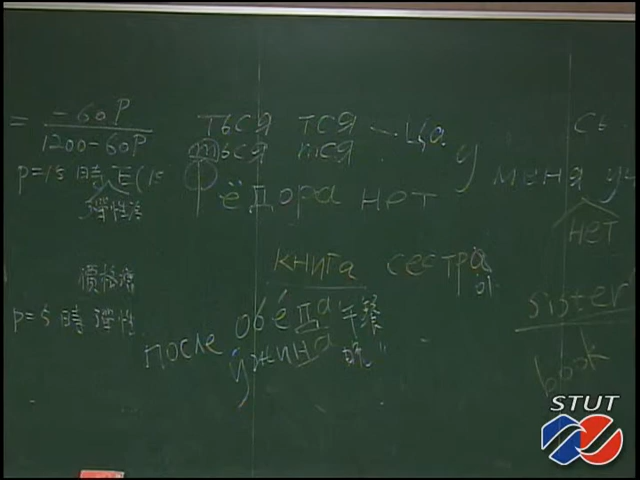 = -60P / 1200-60P
ться тся — ца
ться тся
P=15 時 E(15
彈性
Фёдора нет
у меня
нет
книга сестра
ы
價格
P=5 時 彈性
sister
после обеда 午餐
ужина 晚"
book
STUT